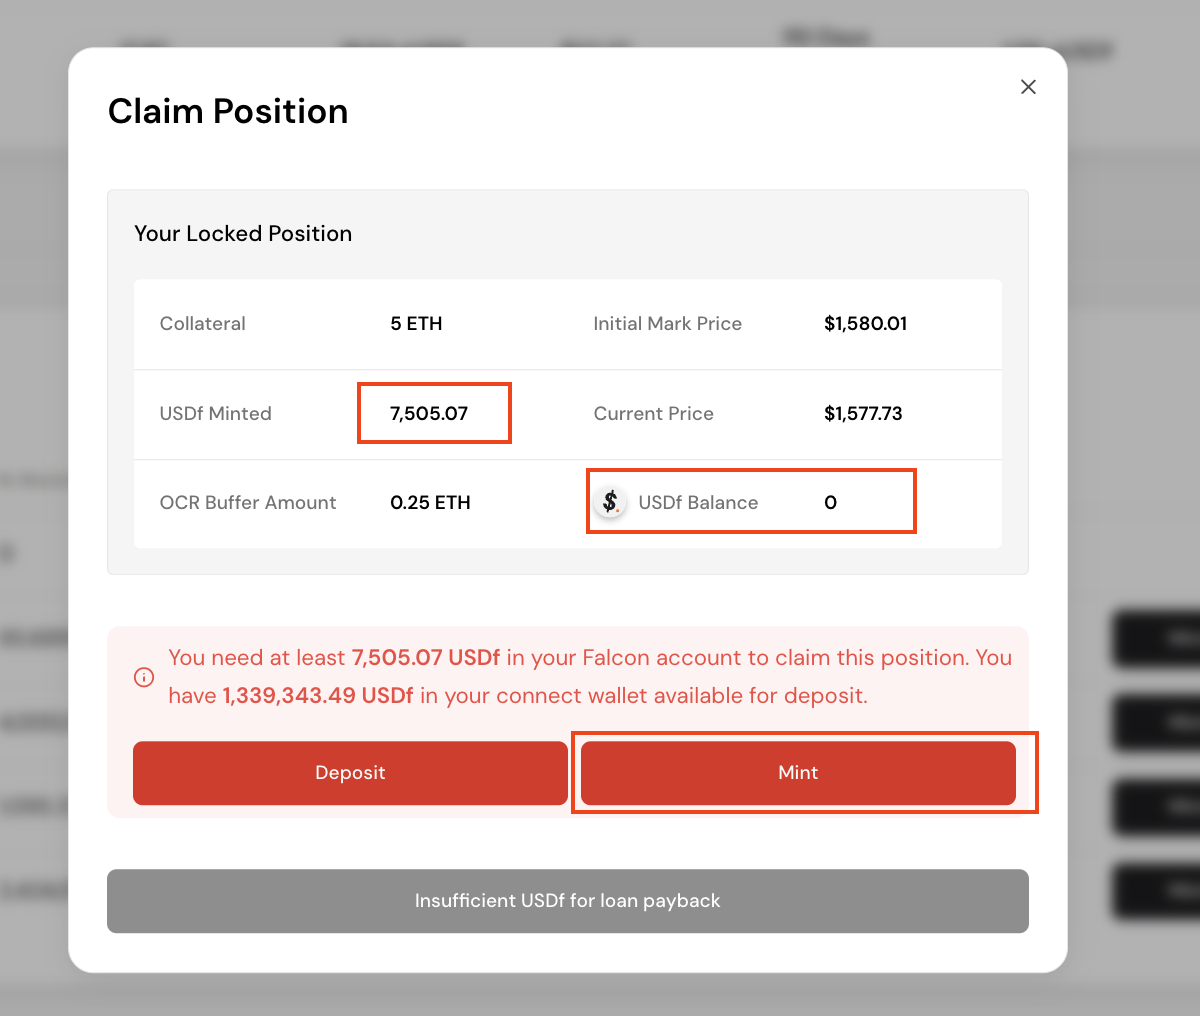 Claim Position
Your Locked Position
Collateral 5 ETH Initial Mark Price $1,580.01
USDf Minted 7,505.07 Current Price $1,577.73
OCR Buffer Amount 0.25 ETH $ USDf Balance 0
You need at least 7,505.07 USDf in your Falcon account to claim this position. You
have 1,339,343.49 USDf in your connect wallet available for deposit.
Deposit Mint
Insufficient USDf for loan payback